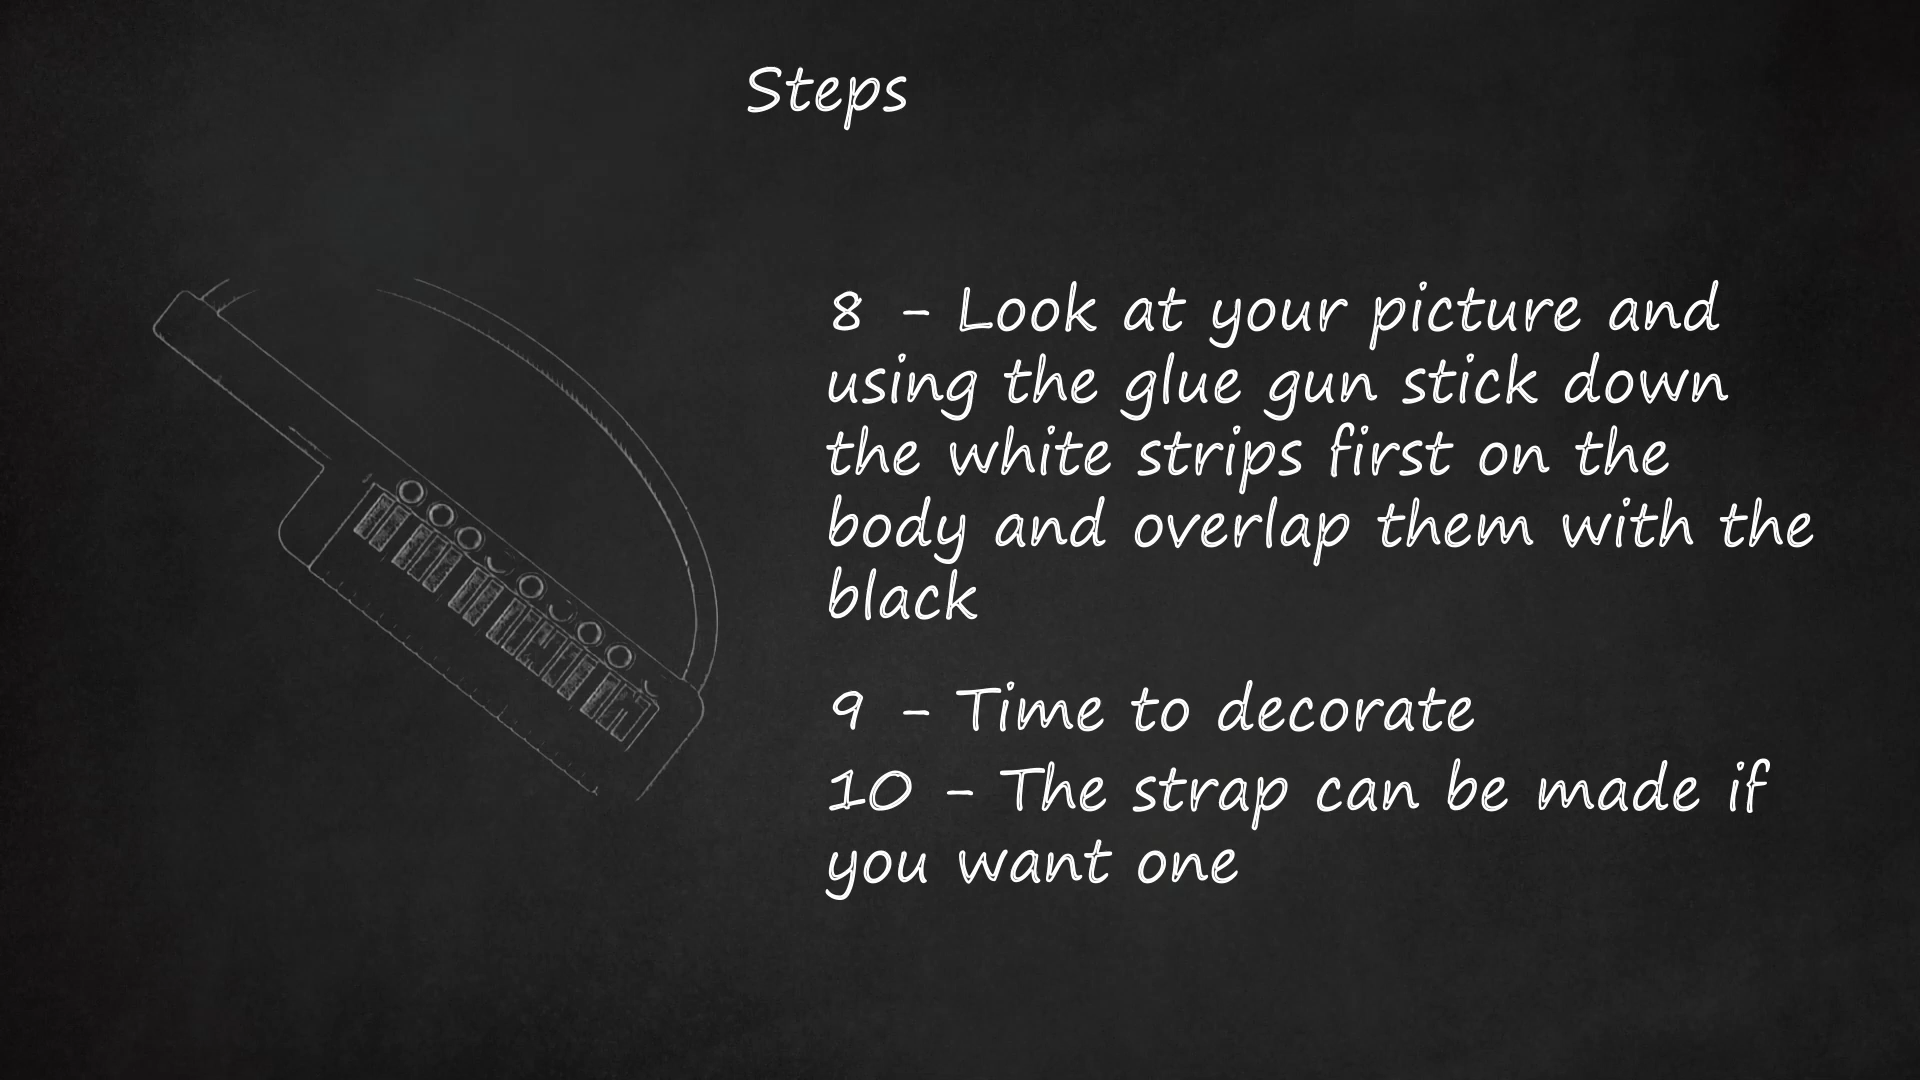 Steps
8 - Look at your picture and
using the glue gun stick down
the white strips first on the
body and overlap them with the
black
9 - Time to decorate
10 - The strap can be made if
you want one